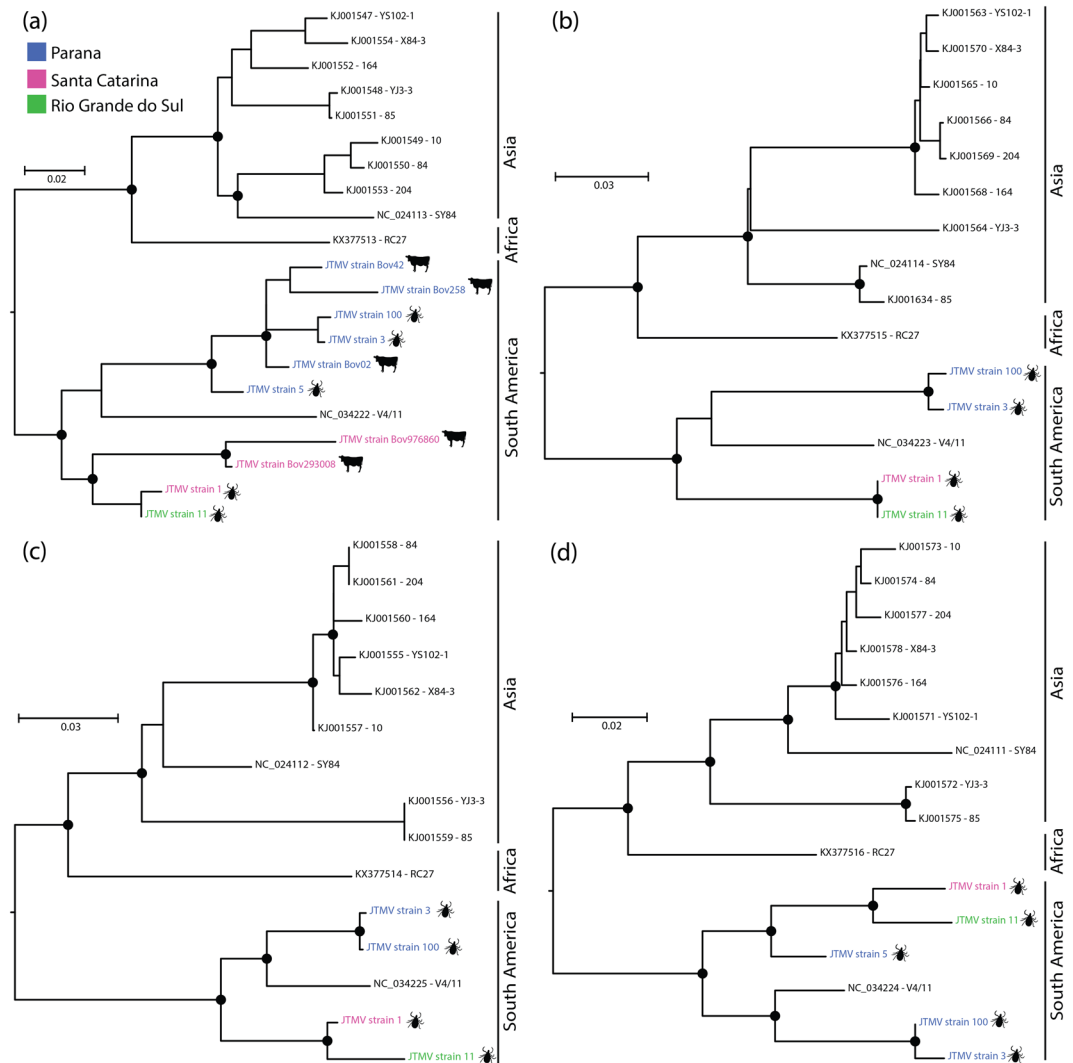 (a)
Parana
Santa Catarina
Rio Grande do Sul
0.02
KJ001547 - YS102-1
KJ001554 - X84-3
KJ001552 - 164
KJ001548 - YJ3-3
KJ001551 - 85
KJ001549 - 10
KJ001550 - 84
KJ001553 - 204
NC_024113 - SY84
KX377513 - RC27
JTMV strain Bov42
JTMV strain Bov258
JTMV strain 100
JTMV strain 3
JTMV strain Bov02
JTMV strain 5
NC_034222 - V4/11
JTMV strain Bov976860
JTMV strain Bov293008
JTMV strain 1
JTMV strain 11
Asia
Africa
South America
(b)
0.03
KJ001563 - YS102-1
KJ001570 - X84-3
KJ001565 - 10
KJ001566 - 84
KJ001569 - 204
KJ001568 - 164
KJ001564 - YJ3-3
NC_024114 - SY84
KJ001634 - 85
KX377515 - RC27
JTMV strain 100
JTMV strain 3
NC_034223 - V4/11
JTMV strain 1
JTMV strain 11
Asia
Africa
South America
(c)
0.03
KJ001558 - 84
KJ001561 - 204
KJ001560 - 164
KJ001555 - YS102-1
KJ001562 - X84-3
KJ001557 - 10
NC_024112 - SY84
KJ001556 - YJ3-3
KJ001559 - 85
KX377514 - RC27
JTMV strain 3
JTMV strain 100
NC_034225 - V4/11
JTMV strain 1
JTMV strain 11
Asia
Africa
South America
(d)
0.02
KJ001573 - 10
KJ001574 - 84
KJ001577 - 204
KJ001578 - X84-3
KJ001576 - 164
KJ001571 - YS102-1
NC_024111 - SY84
KJ001572 - YJ3-3
KJ001575 - 85
KX377516 - RC27
JTMV strain 1
JTMV strain 11
JTMV strain 5
NC_034224 - V4/11
JTMV strain 100
JTMV strain 3
Asia
Africa
South America